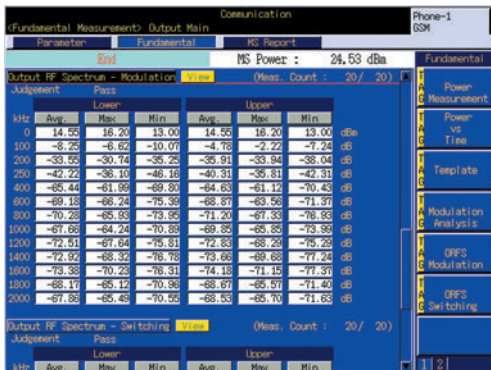 Communication
Phone-1
<Fundamental Measurement> Output Main
GSM
Parameter Fundamental MS Report
End MS Power : 24.53 dBm Fundamental
Output RF Spectrum - Modulation View (Meas. Count : 20/ 20)
Judgement Pass
Lower Upper
kHz Avg. Max Min Avg. Max Min
0 14.55 16.20 13.00 14.55 16.20 13.00 dBm
100 -8.25 -6.62 -10.07 -4.78 -2.22 -7.24 dB
200 -33.55 -30.74 -35.25 -35.91 -33.94 -38.04 dB
250 -42.22 -36.10 -46.16 -40.31 -35.81 -42.31 dB
400 -65.44 -61.99 -69.80 -64.63 -61.12 -70.43 dB
600 -69.18 -66.24 -75.39 -68.87 -63.56 -71.37 dB
800 -70.28 -65.93 -73.95 -71.20 -67.33 -76.93 dB
1000 -67.66 -64.24 -70.89 -69.35 -65.85 -73.99 dB
1200 -72.51 -67.64 -75.81 -72.83 -68.29 -75.29 dB
1400 -72.92 -68.32 -76.78 -73.66 -69.68 -77.24 dB
1600 -73.38 -70.23 -76.31 -74.18 -71.15 -77.37 dB
1800 -68.17 -65.12 -70.96 -68.67 -65.57 -71.40 dB
2000 -67.86 -65.49 -70.55 -68.53 -65.70 -71.63 dB
Output RF Spectrum - Switching View (Meas. Count : 20/ 20)
Judgement Pass
Lower Upper
kHz Avg. Max Min Avg. Max Min
TAG Power Measurement
TAG Power vs Time
TAG Template
TAG Modulation Analysis
TAG ORFS Modulation
TAG ORFS Switching
1 2